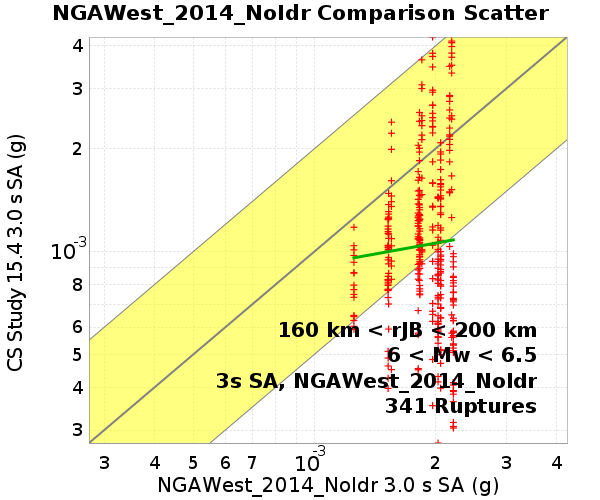 NGAWest_2014_NoIdr Comparison Scatter
CS Study 15.4 3.0 s SA (g)
4
3
2
10-3
8
6
5
4
3
160 km < rJB < 200 km
6 < Mw < 6.5
3s SA, NGAWest_2014_NoIdr
341 Ruptures
3 4 5 6 7 10-3 2 3 4
NGAWest_2014_NoIdr 3.0 s SA (g)